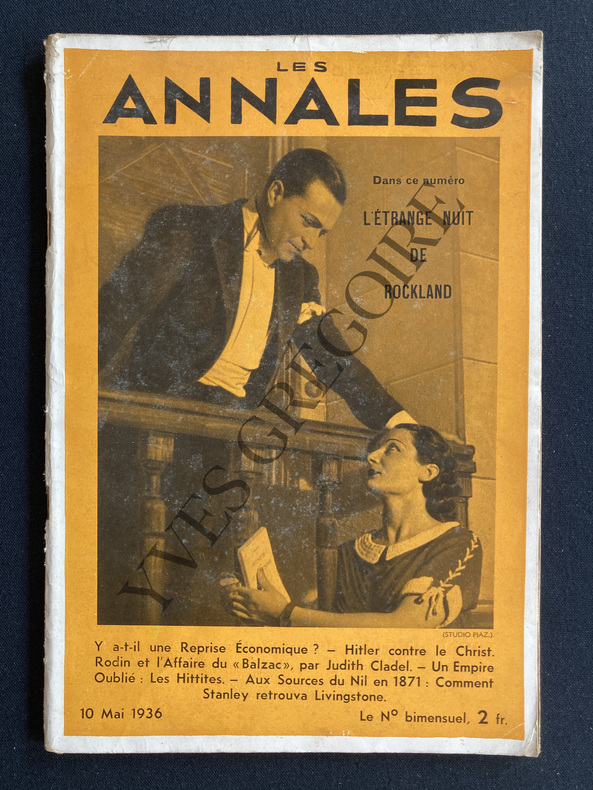 LES
ANNALES
Dans ce numéro
L'ÉTRANGE NUIT
DE
ROCKLAND
YVES GREGOIRE
(STUDIO PIAZ.)
Y a-t-il une Reprise Économique ? — Hitler contre le Christ.
Rodin et l'Affaire du « Balzac », par Judith Cladel. — Un Empire
Oublié : Les Hittites. — Aux Sources du Nil en 1871 : Comment
Stanley retrouva Livingstone.
10 Mai 1936
Le Nº bimensuel, 2 fr.